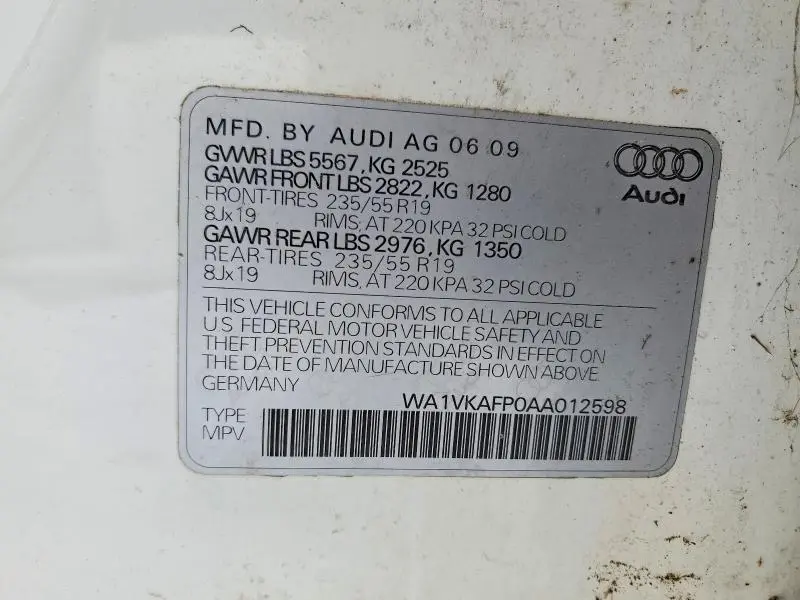 MFD. BY AUDI AG 06 09
GVWR LBS 5567, KG 2525
GAWR FRONT LBS 2822, KG 1280
FRONT-TIRES 235/55 R19
8Jx19 RIMS, AT 220 KPA 32 PSI COLD
GAWR REAR LBS 2976, KG 1350
REAR-TIRES 235/55 R19
8Jx19 RIMS, AT 220 KPA 32 PSI COLD
Audi
THIS VEHICLE CONFORMS TO ALL APPLICABLE
U.S. FEDERAL MOTOR VEHICLE SAFETY AND
THEFT PREVENTION STANDARDS IN EFFECT ON
THE DATE OF MANUFACTURE SHOWN ABOVE.
GERMANY
WA1VKAFP0AA012598
TYPE
MPV